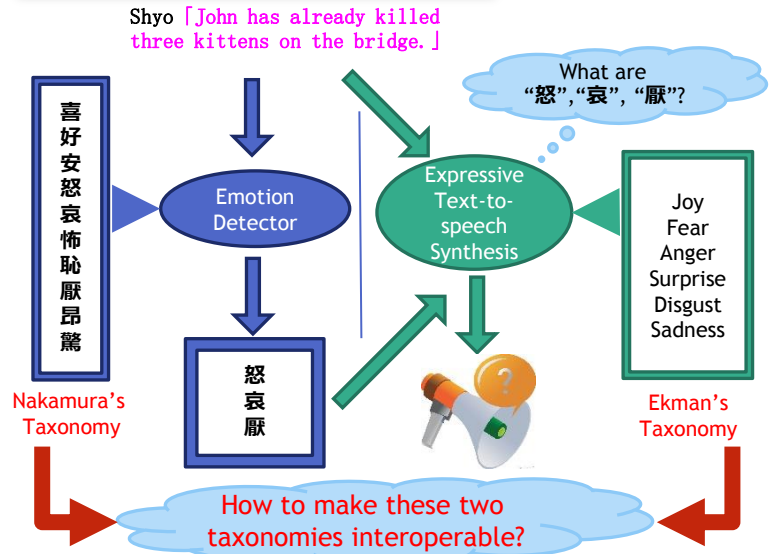 Shyo「John has already killed
three kittens on the bridge.」
What are
“怒”,“哀”, “厭”?
喜
好
安
怒
哀
怖
恥
厭
昂
驚
Emotion
Detector
Expressive
Text-to-
speech
Synthesis
Joy
Fear
Anger
Surprise
Disgust
Sadness
怒
哀
厭
?
Nakamura’s
Taxonomy
Ekman’s
Taxonomy
How to make these two
taxonomies interoperable?